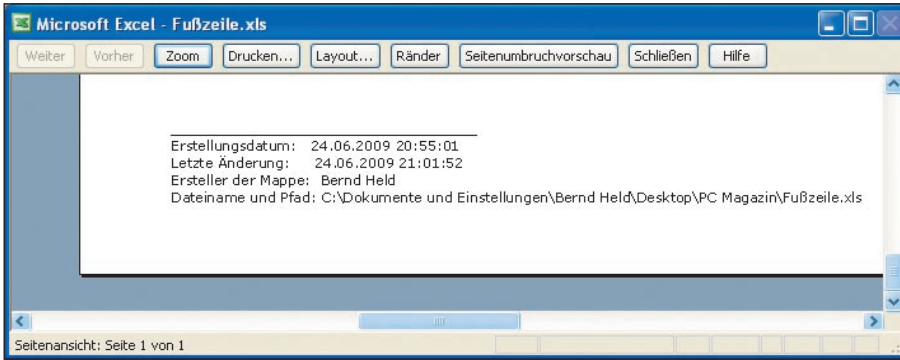 Microsoft Excel - Fußzeile.xls
Weiter Vorher Zoom Drucken... Layout... Ränder Seitenumbruchvorschau Schließen Hilfe
Erstellungsdatum: 24.06.2009 20:55:01
Letzte Änderung: 24.06.2009 21:01:52
Ersteller der Mappe: Bernd Held
Dateiname und Pfad: C:\Dokumente und Einstellungen\Bernd Held\Desktop\PC Magazin\Fußzeile.xls
Seitenansicht: Seite 1 von 1